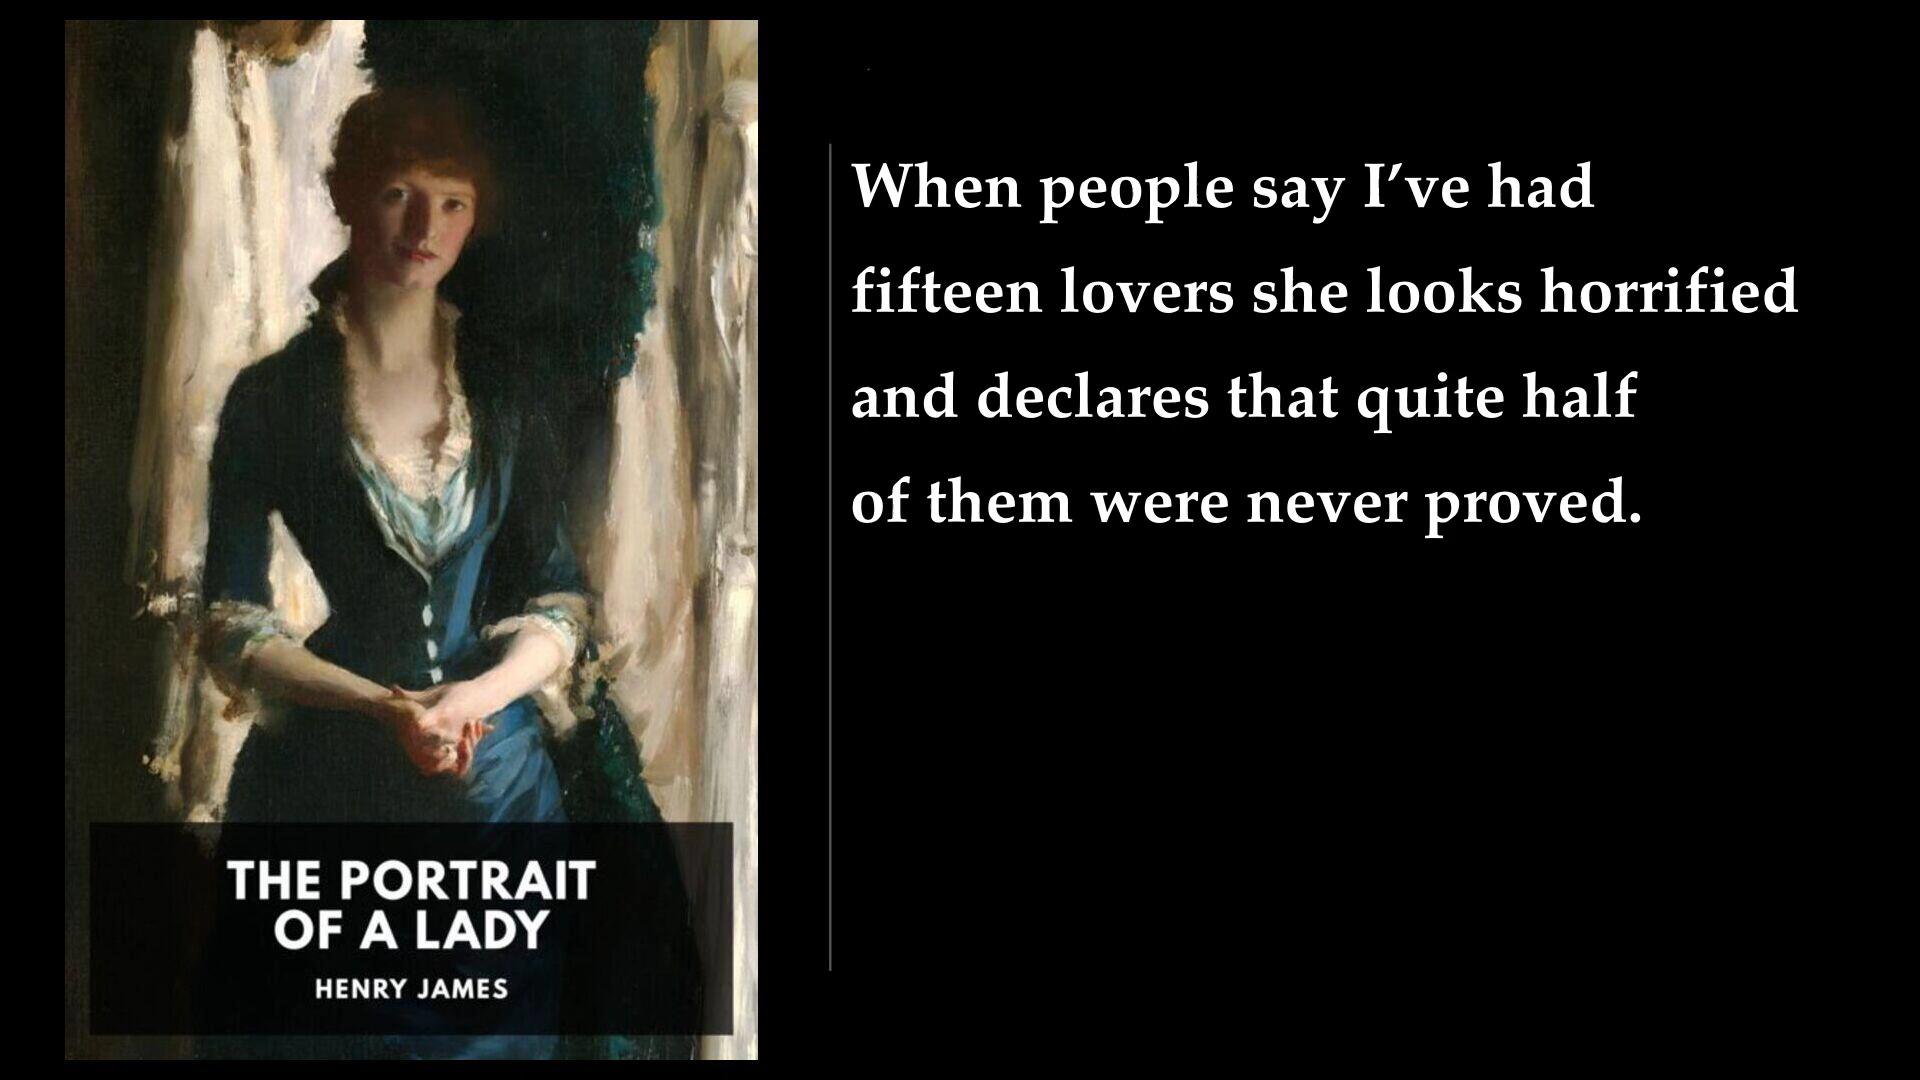 THE PORTRAIT
OF A LADY
HENRY JAMES
When people say I’ve had
fifteen lovers she looks horrified
and declares that quite half
of them were never proved.